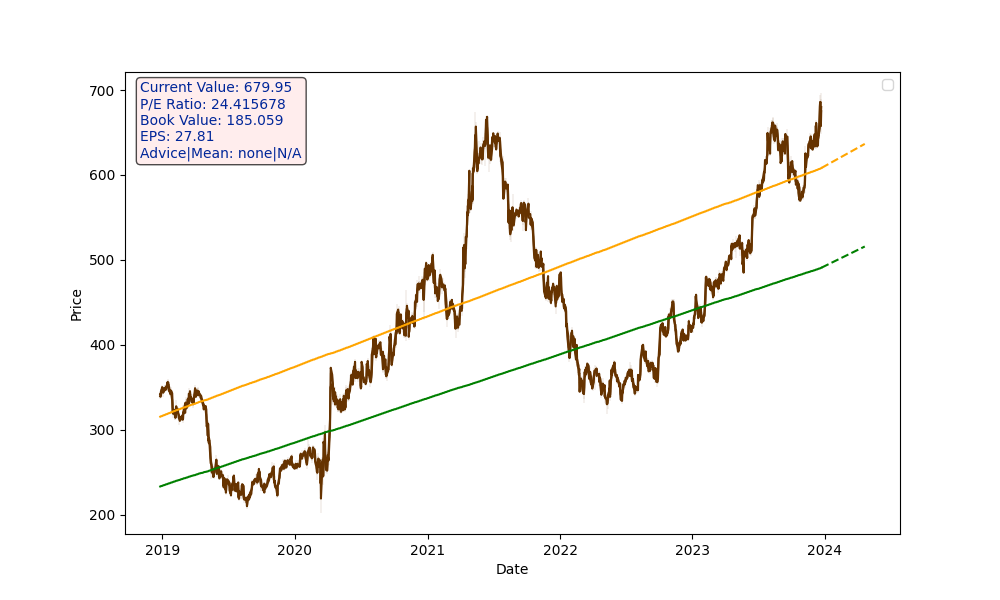 Current Value: 679.95
P/E Ratio: 24.415678
Book Value: 185.059
EPS: 27.81
Advice|Mean: none|N/A
700
600
500
400
300
200
Price
2019 2020 2021 2022 2023 2024
Date